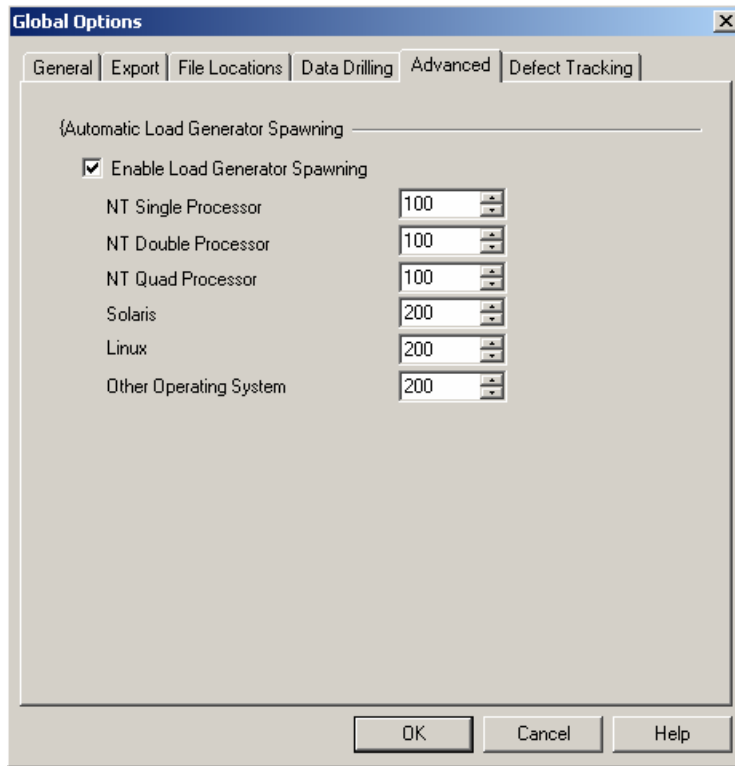 Global Options
General Export File Locations Data Drilling Advanced Defect Tracking
{Automatic Load Generator Spawning
Enable Load Generator Spawning
NT Single Processor 100
NT Double Processor 100
NT Quad Processor 100
Solaris 200
Linux 200
Other Operating System 200
OK Cancel Help